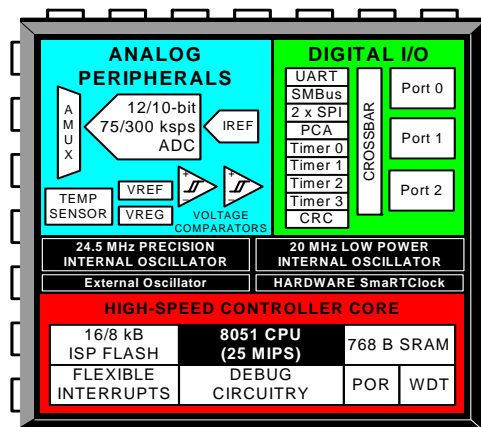 ANALOG
PERIPHERALS
AMUX
12/10-bit
75/300 ksps
ADC
IREF
TEMP
SENSOR
VREF
VREG
+
–
+
–
VOLTAGE
COMPARATORS
DIGITAL I/O
UART
SMBus
2 x SPI
PCA
Timer 0
Timer 1
Timer 2
Timer 3
CRC
CROSSBAR
Port 0
Port 1
Port 2
24.5 MHz PRECISION
INTERNAL OSCILLATOR
20 MHz LOW POWER
INTERNAL OSCILLATOR
External Oscillator
HARDWARE SmaRTClock
HIGH-SPEED CONTROLLER CORE
16/8 kB
ISP FLASH
8051 CPU
(25 MIPS)
768 B SRAM
FLEXIBLE
INTERRUPTS
DEBUG
CIRCUITRY
POR
WDT